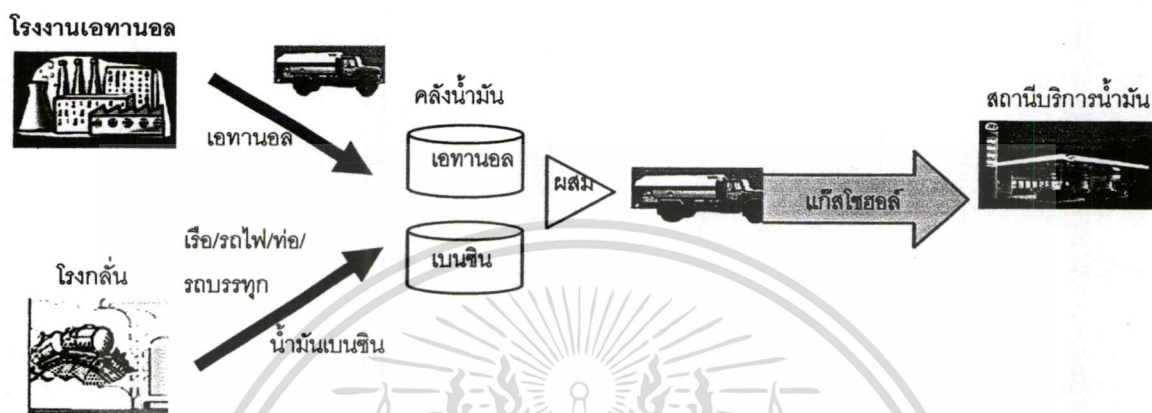 โรงงานเอทานอล
เอทานอล
คลังน้ำมัน
เอทานอล
เบนซิน
ผสม
แก๊สโซฮอล์
สถานีบริการน้ำมัน
เรือ/รถไฟ/ท่อ/
รถบรรทุก
โรงกลั่น
น้ำมันเบนซิน